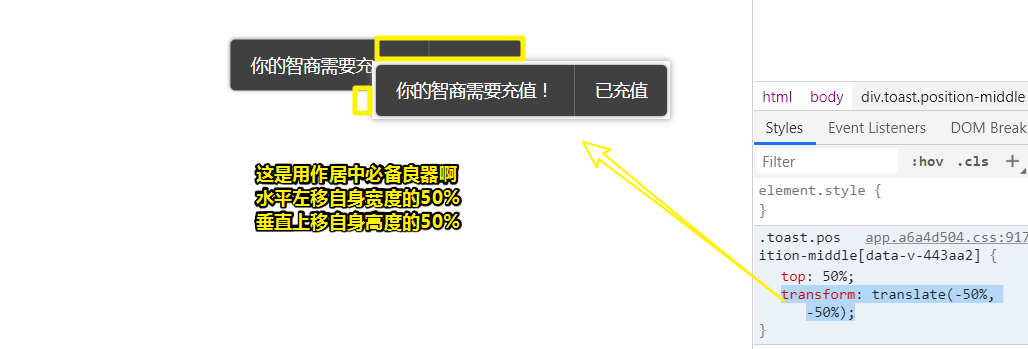 你的智商需要充
你的智商需要充值！ 已充值
这是用作居中必备良器啊
水平左移自身宽度的50%
垂直上移自身高度的50%
html body div.toast.position-middle
Styles Event Listeners DOM Break
Filter :hov .cls +
element.style {
}
.toast.pos app.a6a4d504.css:917
ition-middle[data-v-443aa2] {
top: 50%;
transform: translate(-50%,
-50%);
}